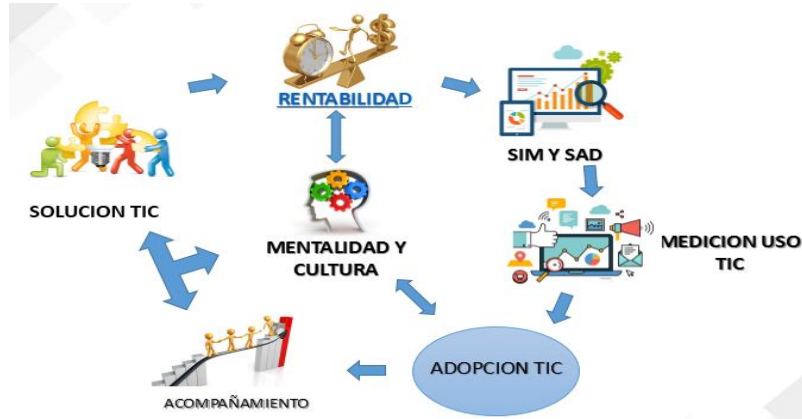 RENTABILIDAD
SIM Y SAD
SOLUCION TIC
MENTALIDAD Y
CULTURA
MEDICION USO
TIC
ADOPCION TIC
ACOMPAÑAMIENTO